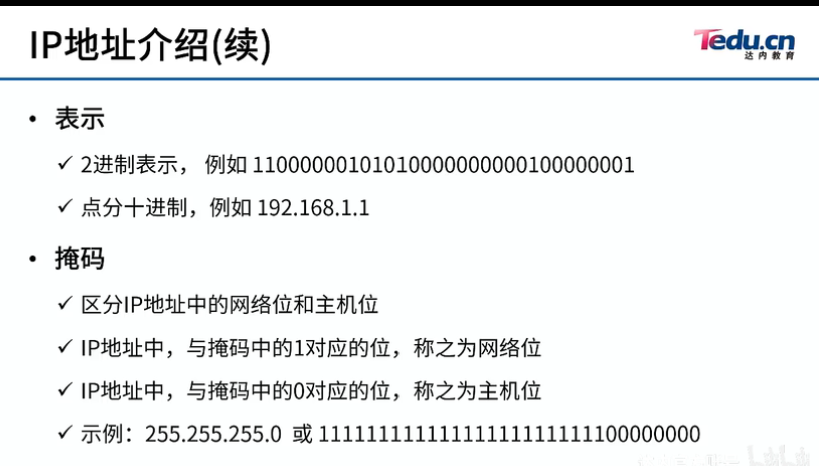 IP地址介绍(续)
Tedu.cn
达内教育
• 表示
✓ 2进制表示， 例如 11000000101010000000000100000001
✓ 点分十进制，例如 192.168.1.1
• 掩码
✓ 区分IP地址中的网络位和主机位
✓ IP地址中，与掩码中的1对应的位，称之为网络位
✓ IP地址中，与掩码中的0对应的位，称之为主机位
✓ 示例：255.255.255.0 或 11111111111111111111111100000000